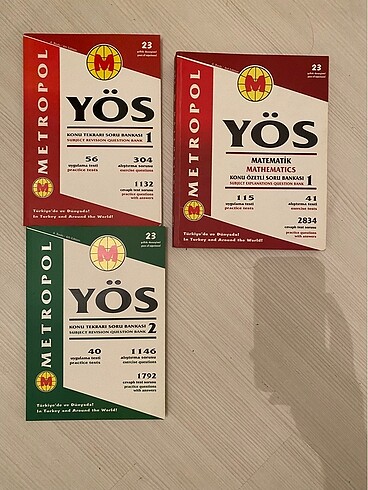 METROPOL
23
YÖS
KONU TEKRARI SORU BANKASI
SUBJECT REVISION QUESTION BANK
1
56
uygulama testi
practice tests
304
alıştırma sorusu
exercise questions
1132
cevaplı test sorusu
practice questions
with answers
Türkiye'de ve Dünyada!
In Turkey and Around the World!
METROPOL
23
YÖS
MATEMATİK
MATHEMATICS
KONU ÖZETLİ SORU BANKASI
SUBJECT EXPLANATIONS QUESTION BANK
1
115
uygulama testi
practice tests
41
alıştırma testi
exercise tests
2834
cevaplı test sorusu
practice questions
with answers
Türkiye'de ve Dünyada!
In Turkey and Around the World!
METROPOL
23
YÖS
KONU TEKRARI SORU BANKASI
SUBJECT REVISION QUESTION BANK
2
40
uygulama testi
practice tests
1146
alıştırma sorusu
exercise questions
1792
cevaplı test sorusu
practice questions
with answers
Türkiye'de ve Dünyada!
In Turkey and Around the World!